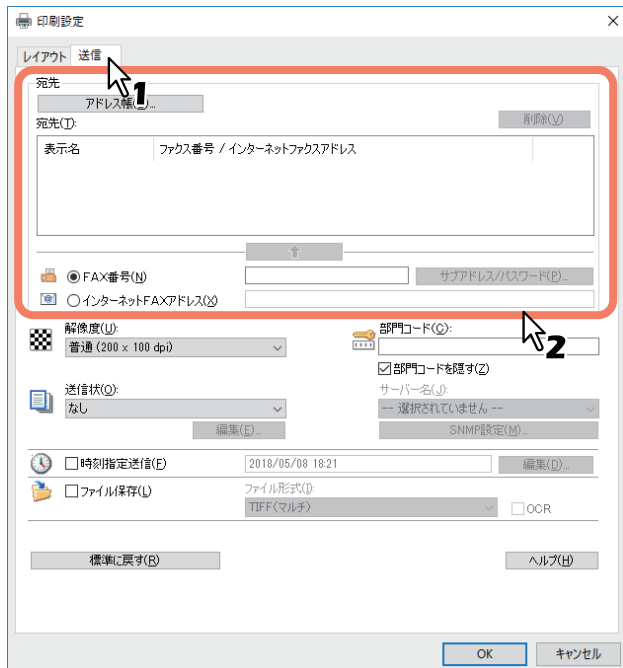 印刷設定
レイアウト 送信
1
宛先
アドレス帳(...
宛先(T): 削除(V)
表示名 ファクス番号 / インターネットファクスアドレス
FAX番号(N) サブアドレス/パスワード(P)...
インターネットFAXアドレス(X)
2
解像度(U): 部門コード(C):
普通 (200 x 100 dpi)
部門コードを隠す(Z)
送信状(O): サーバー名(J):
なし -- 選択されていません --
編集(E)... SNMP設定(M)...
時刻指定送信(F) 2018/05/08 18:21 編集(D)...
ファイル保存(L) ファイル形式(I):
TIFF(マルチ) OCR
標準に戻す(R) ヘルプ(H)
OK キャンセル